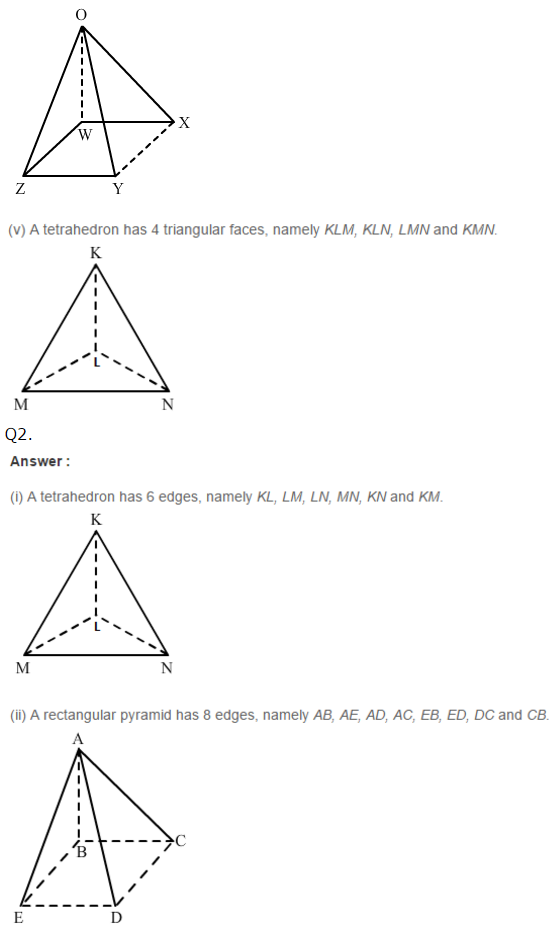 O
W
X
Z
Y
(v) A tetrahedron has 4 triangular faces, namely KLM, KLN, LMN and KMN.
K
L
M
N
Q2.
Answer :
(i) A tetrahedron has 6 edges, namely KL, LM, LN, MN, KN and KM.
K
L
M
N
(ii) A rectangular pyramid has 8 edges, namely AB, AE, AD, AC, EB, ED, DC and CB.
A
B
C
E
D